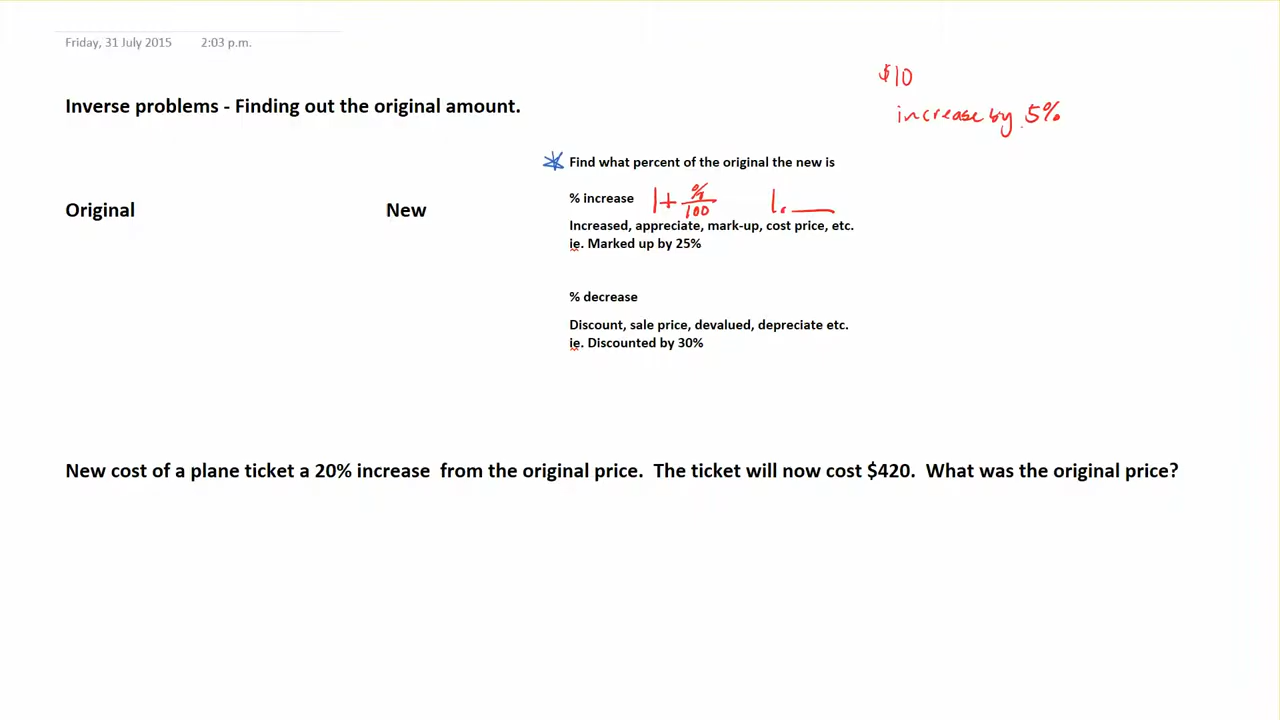 Friday, 31 July 2015 2:03 p.m.
$10
increase by 5%
Inverse problems - Finding out the original amount.
Find what percent of the original the new is
Original
New
% increase 1 + %/100 1. __
Increased, appreciate, mark-up, cost price, etc.
ie. Marked up by 25%
% decrease
Discount, sale price, devalued, depreciate etc.
ie. Discounted by 30%
New cost of a plane ticket a 20% increase from the original price. The ticket will now cost $420. What was the original price?